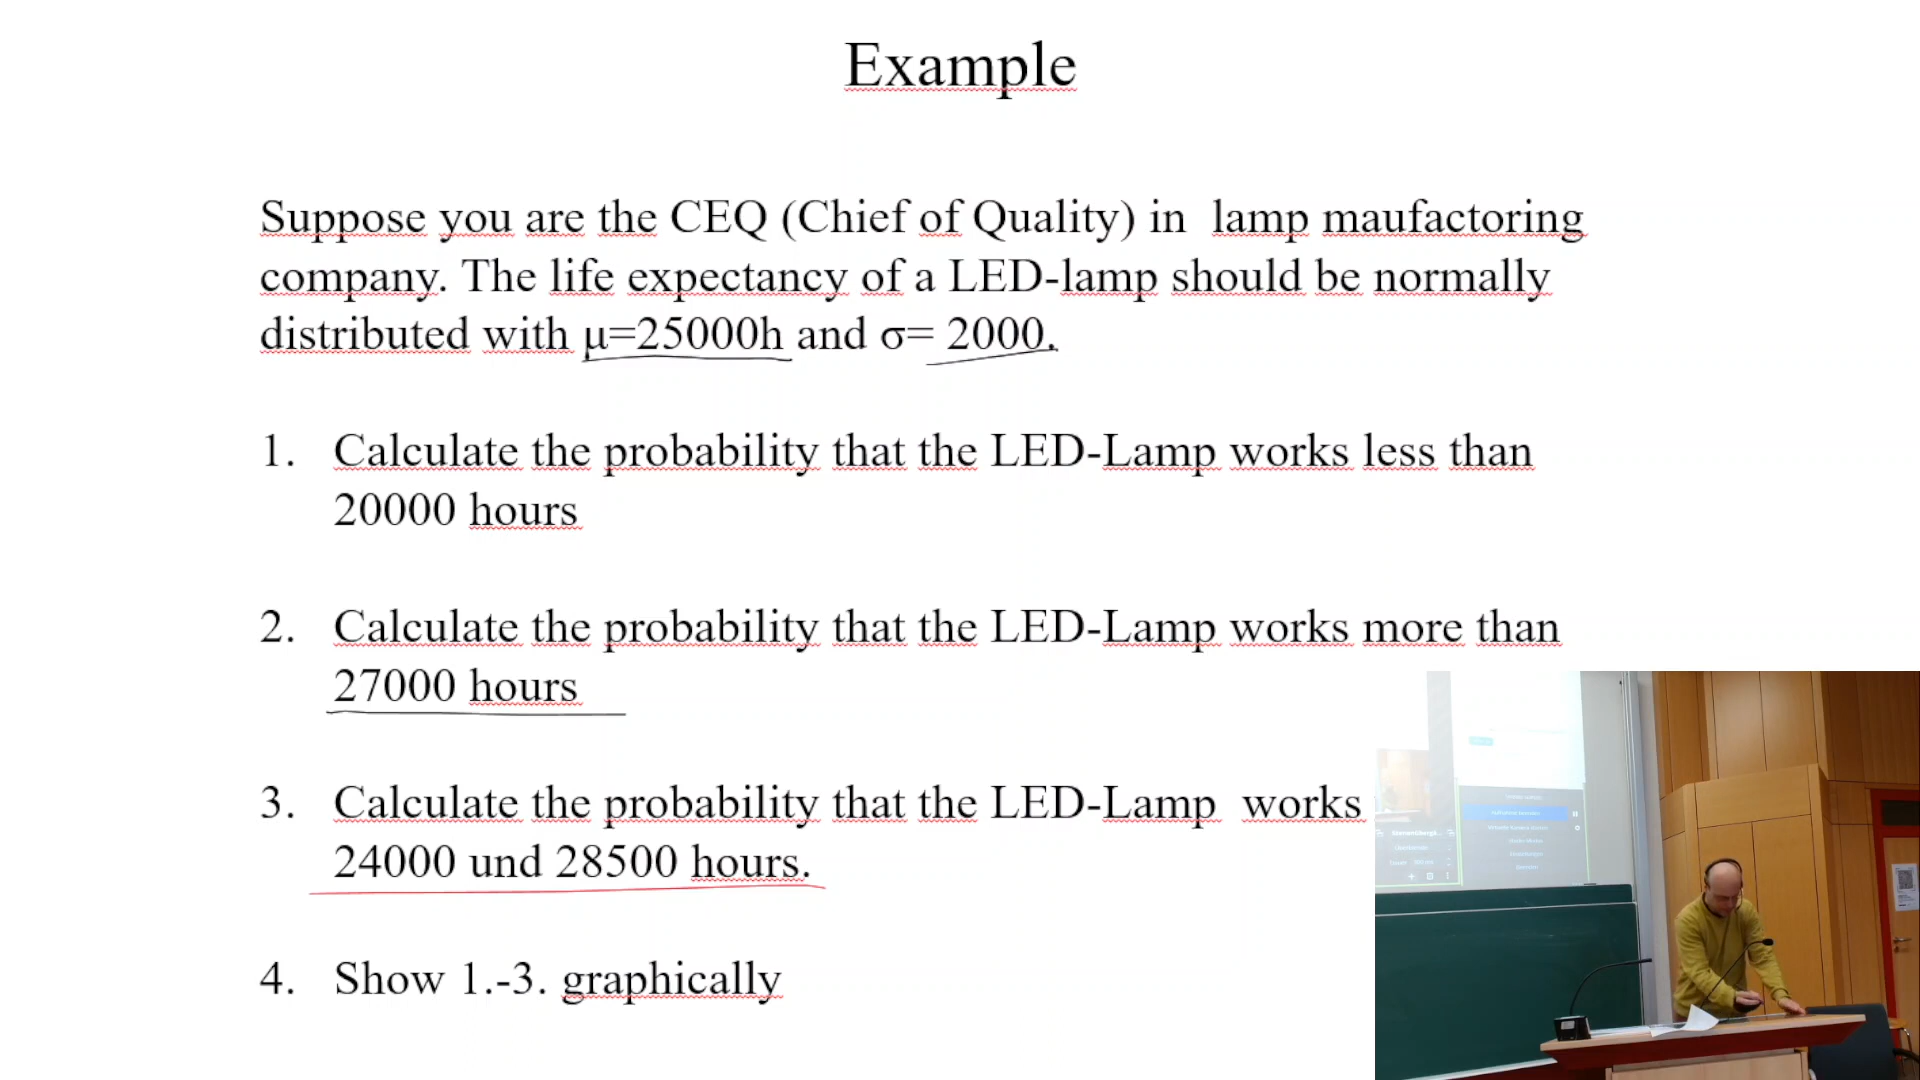 Example
Suppose you are the CEQ (Chief of Quality) in lamp maufactoring
company. The life expectancy of a LED-lamp should be normally
distributed with μ=25000h and σ= 2000.
1. Calculate the probability that the LED-Lamp works less than
20000 hours
2. Calculate the probability that the LED-Lamp works more than
27000 hours
3. Calculate the probability that the LED-Lamp works
24000 und 28500 hours.
4. Show 1.-3. graphically